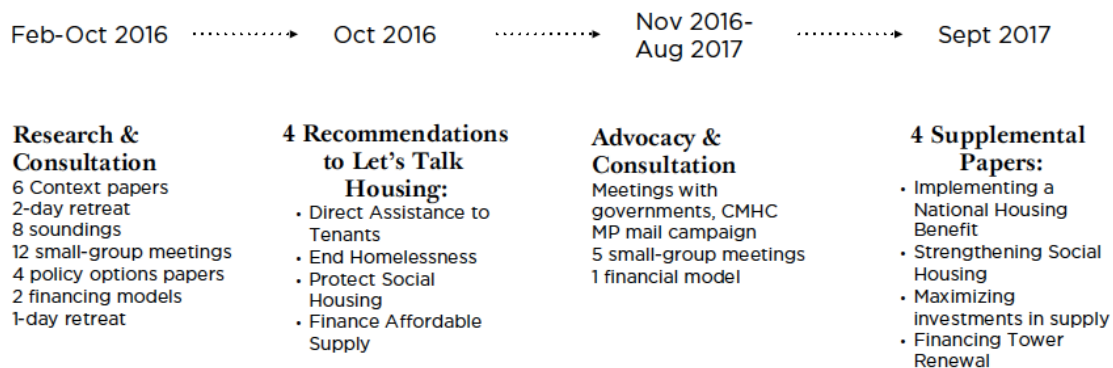 Feb-Oct 2016
Oct 2016
Nov 2016-
Aug 2017
Sept 2017
Research &
Consultation
6 Context papers
2-day retreat
8 soundings
12 small-group meetings
4 policy options papers
2 financing models
1-day retreat
4 Recommendations
to Let's Talk
Housing:
• Direct Assistance to
Tenants
• End Homelessness
• Protect Social
Housing
• Finance Affordable
Supply
Advocacy &
Consultation
Meetings with
governments, CMHC
MP mail campaign
5 small-group meetings
1 financial model
4 Supplemental
Papers:
• Implementing a
National Housing
Benefit
• Strengthening Social
Housing
• Maximizing
investments in supply
• Financing Tower
Renewal